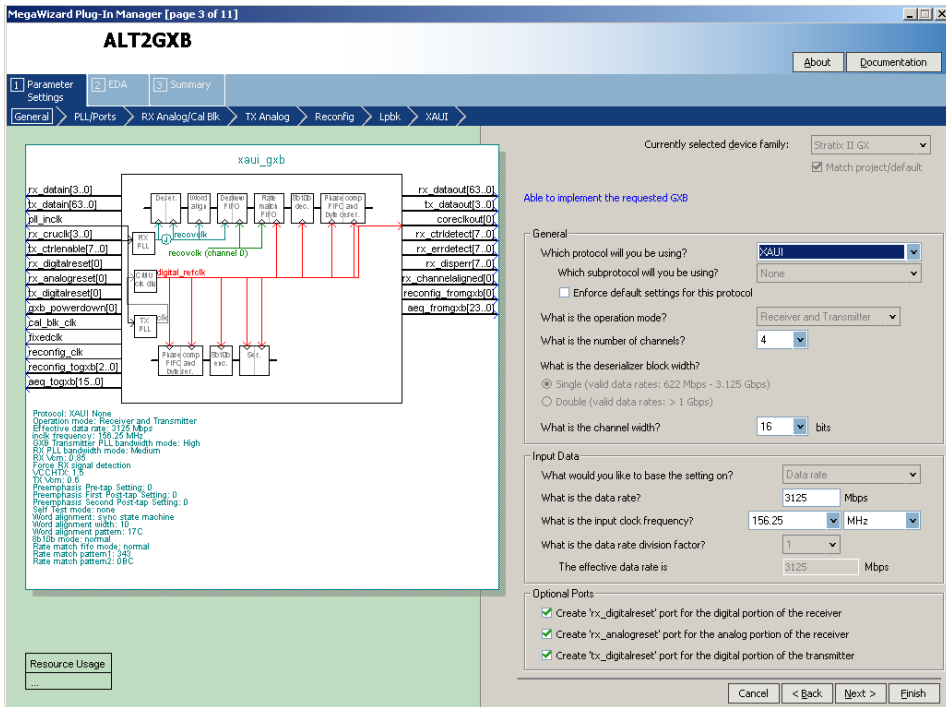 MegaWizard Plug-In Manager [page 3 of 11]
ALT2GXB
About
Documentation
1 Parameter Settings
2 EDA
3 Summary
General
PLL/Ports
RX Analog/Cal Blk
TX Analog
Reconfig
Lpbk
XAUI
xaui_gxb
rx_datain[3..0]
tx_datain[63..0]
pll_inclk
rx_cruclk[3..0]
tx_ctrlenable[7..0]
rx_digitalreset[0]
rx_analogreset[0]
tx_digitalreset[0]
gxb_powerdown[0]
cal_blk_clk
fixedclk
reconfig_clk
reconfig_togxb[2..0]
aeq_togxb[15..0]
Deser.
Word align
Deskew FIFO
Rate match FIFO
8b10b dec.
Phase comp FIFO and byte deser.
RX PLL
recovclk
recovclk (channel 0)
CMU clk div
digital_refclk
TX PLL
clk
Phase comp FIFO and byte ser.
8b10b enc.
Ser.
rx_dataout[63..0]
tx_dataout[3..0]
coreclkout[0]
rx_ctrldetect[7..0]
rx_errdetect[7..0]
rx_disperr[7..0]
rx_channelaligned[0]
reconfig_fromgxb[0]
aeq_fromgxb[23..0]
Protocol: XAUI None
Operation mode: Receiver and Transmitter
Effective data rate: 3125 Mbps
inclk frequency: 156.25 MHz
GXB Transmitter PLL bandwidth mode: High
RX PLL bandwidth mode: Medium
RX Vcm: 0.85
Force RX signal detection
VCCHTX: 1.5
TX Vcm: 0.6
Preemphasis Pre-tap Setting: 0
Preemphasis First Post-tap Setting: 0
Preemphasis Second Post-tap Setting: 0
Self Test mode: none
Word alignment: sync state machine
Word alignment width: 10
Word alignment pattern: 17C
8b10b mode: normal
Rate match fifo mode: normal
Rate match pattern1: 343
Rate match pattern2: 0BC
Resource Usage
...
Currently selected device family:
Stratix II GX
Match project/default
Able to implement the requested GXB
General
Which protocol will you be using?
XAUI
Which subprotocol will you be using?
None
Enforce default settings for this protocol
What is the operation mode?
Receiver and Transmitter
What is the number of channels?
4
What is the deserializer block width?
Single (valid data rates: 622 Mbps - 3.125 Gbps)
Double (valid data rates: > 1 Gbps)
What is the channel width?
16
bits
Input Data
What would you like to base the setting on?
Data rate
What is the data rate?
3125
Mbps
What is the input clock frequency?
156.25
MHz
What is the data rate division factor?
1
The effective data rate is
3125
Mbps
Optional Ports
Create 'rx_digitalreset' port for the digital portion of the receiver
Create 'rx_analogreset' port for the analog portion of the receiver
Create 'tx_digitalreset' port for the digital portion of the transmitter
Cancel
< Back
Next >
Finish